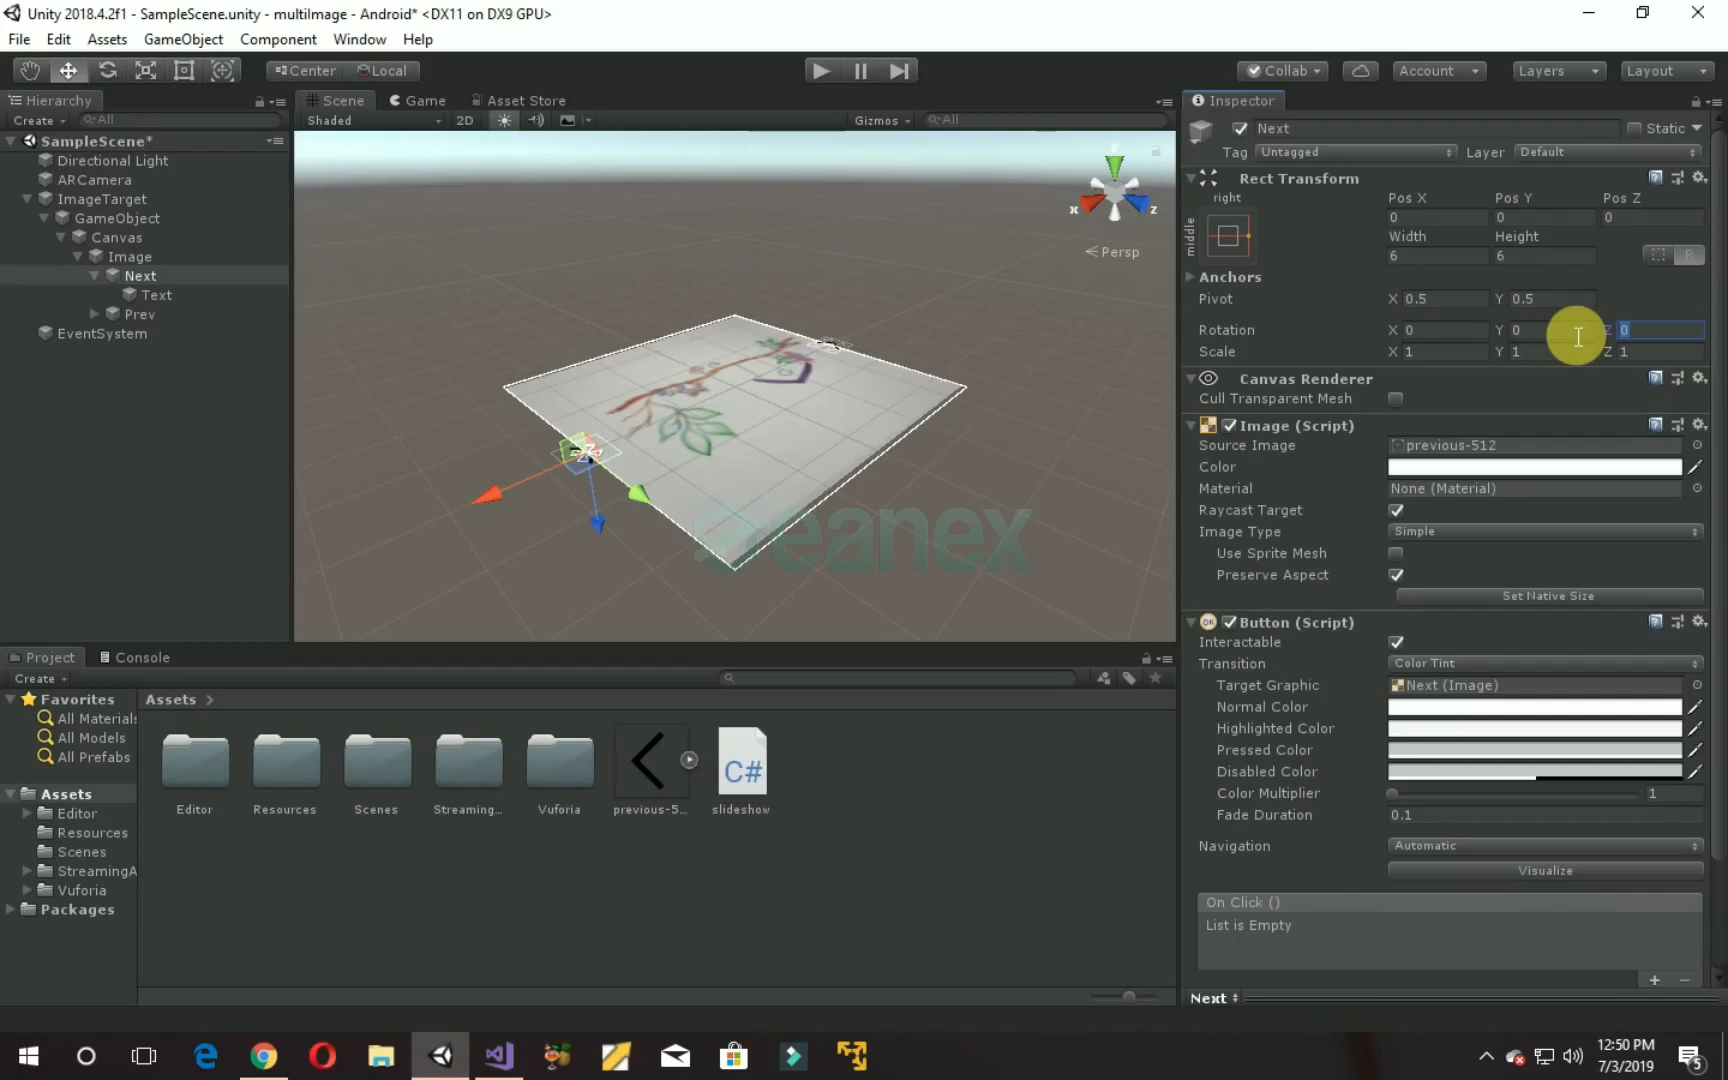 Unity 2018.4.2f1 - SampleScene.unity - multiImage - Android* <DX11 on DX9 GPU>
File Edit Assets GameObject Component Window Help
Center Local Collab Account Layers Layout
Hierarchy
Create All
SampleScene*
Directional Light
ARCamera
ImageTarget
GameObject
Canvas
Image
Next
Text
Prev
EventSystem
Scene Game Asset Store
Shaded 2D Gizmos All
y
x z
Persp
eanex
Inspector
Next Static
Tag Untagged Layer Default
Rect Transform
right
middle
Pos X Pos Y Pos Z
0 0 0
Width Height
6 6
R
Anchors
Pivot X 0.5 Y 0.5
Rotation X 0 Y 0 Z 0
Scale X 1 Y 1 Z 1
Canvas Renderer
Cull Transparent Mesh
Image (Script)
Source Image previous-512
Color
Material None (Material)
Raycast Target
Image Type Simple
Use Sprite Mesh
Preserve Aspect
Set Native Size
OK Button (Script)
Interactable
Transition Color Tint
Target Graphic Next (Image)
Normal Color
Highlighted Color
Pressed Color
Disabled Color
Color Multiplier 1
Fade Duration 0.1
Navigation Automatic
Visualize
On Click ()
List is Empty
Next
Project Console
Create
Favorites
All Materials
All Models
All Prefabs
Assets
Editor
Resources
Scenes
StreamingA
Vuforia
Packages
Assets
C#
Editor Resources Scenes Streaming... Vuforia previous-5... slideshow
12:50 PM
7/3/2019
5